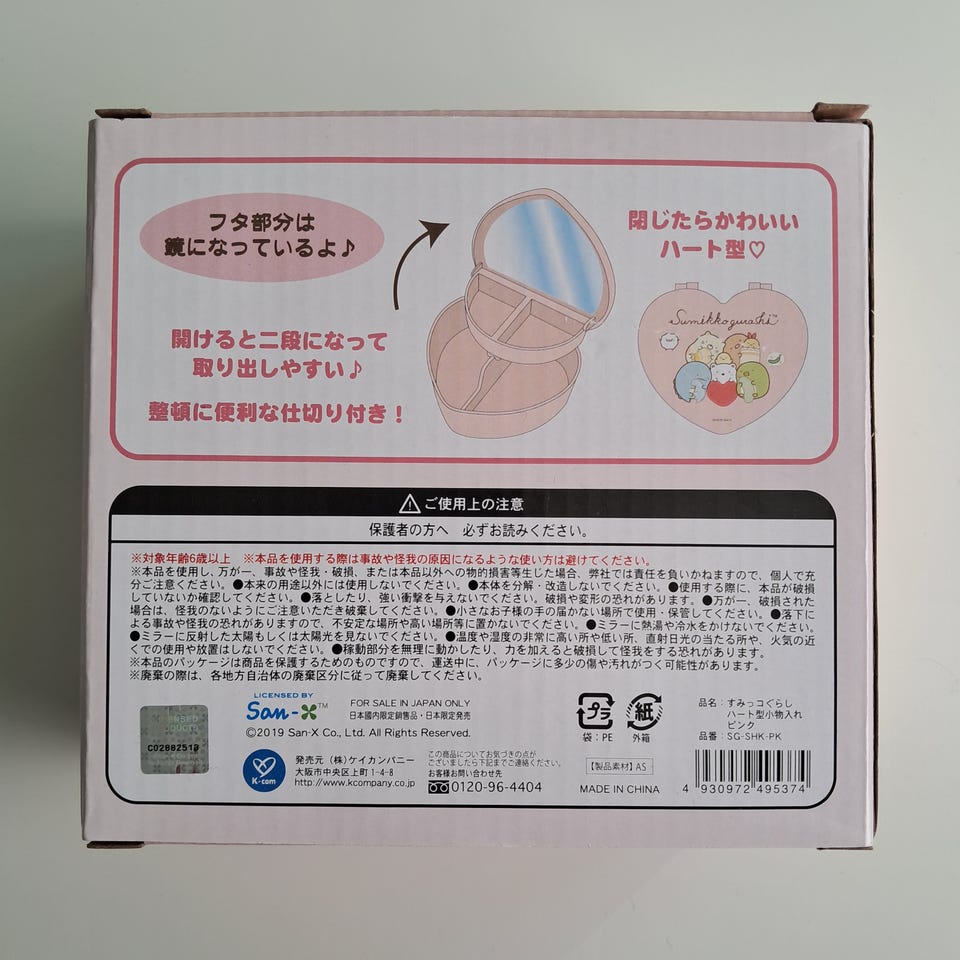 フタ部分は
鏡になっているよ♪
開けると二段になって
取り出しやすい♪
整頓に便利な仕切り付き！
閉じたらかわいい
ハート型♡
Sumikkogurashi™
ご使用上の注意
保護者の方へ 必ずお読みください。
※対象年齢6歳以上 ※本品を使用する際は事故や怪我の原因になるような使い方は避けてください。
※本品を使用し、万が一、事故や怪我・破損、または本品以外への物的損害等生じた場合、弊社では責任を負いかねますので、個人で充
分ご注意ください。●本来の用途以外には使用しないでください。●本体を分解・改造しないでください。●使用する際に、本品が破損
していないか確認してください。●落としたり、強い衝撃を与えないでください。破損や変形の恐れがあります。●万が一、破損された
場合は、怪我のないようにご注意いただき破棄してください。●小さなお子様の手の届かない場所で使用・保管してください。●落下に
よる事故や怪我の恐れがありますので、不安定な場所や高い場所等に置かないでください。●ミラーに熱湯や冷水をかけないでください。
●ミラーに反射した太陽もしくは太陽光を見ないでください。●温度や湿度の非常に高い所や低い所、直射日光の当たる所や、火気の近
くでの使用や放置はしないでください。●稼動部分を無理に動かしたり、力を加えると破損して怪我をする恐れがあります。
※本品のパッケージは商品を保護するためのものですので、運送中に、パッケージに多少の傷や汚れがつく可能性があります。
※廃棄の際は、各地方自治体の廃棄区分に従って廃棄してください。
LICENSED BY
San-X™
FOR SALE IN JAPAN ONLY
日本國内限定銷售品・日本限定発売
©2019 San-X Co., Ltd. All Rights Reserved.
C0288251B
K-com
発売元（株）ケイカンパニー
大阪市中央区上町 1-4-8
http://www.kcompany.co.jp
この商品についてお気づきの点が
ございましたら下記までご連絡ください。
お客様お問い合わせ先
0120-96-4404
プラ
袋：PE
紙
外箱
【製品素材】AS
MADE IN CHINA
品名：すみっコぐらし
ハート型小物入れ
ピンク
品番：SG-SHK-PK
4 930972 495374